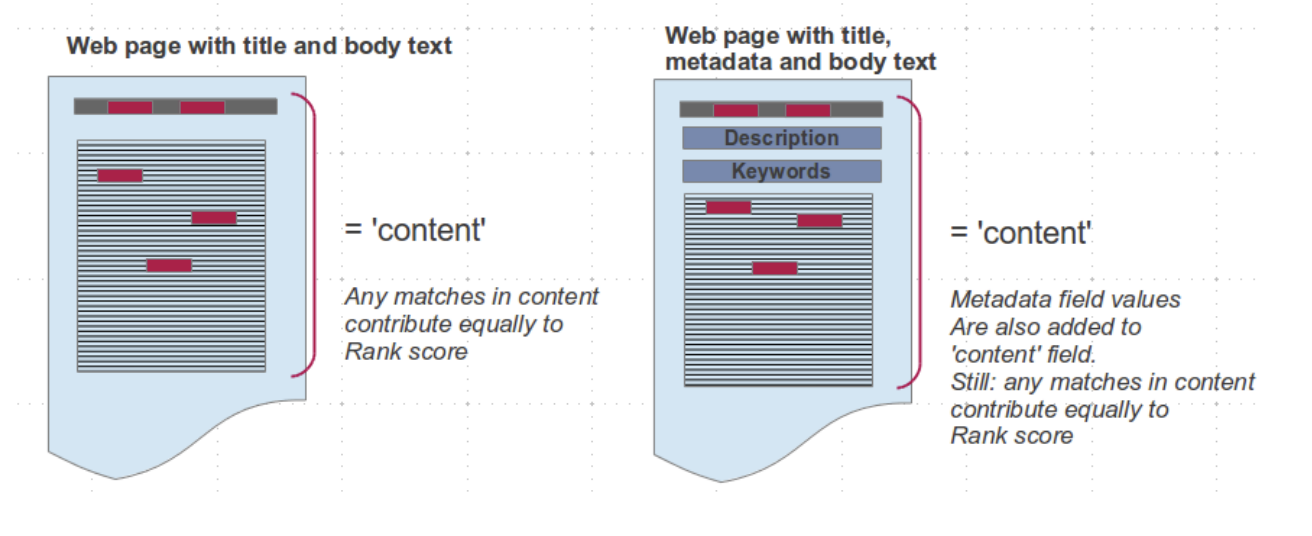 Web page with title and body text
= 'content'
Any matches in content
contribute equally to
Rank score
Web page with title,
metadata and body text
Description
Keywords
= 'content'
Metadada field values
Are also added to
'content' field.
Still: any matches in content
contribute equally to
Rank score